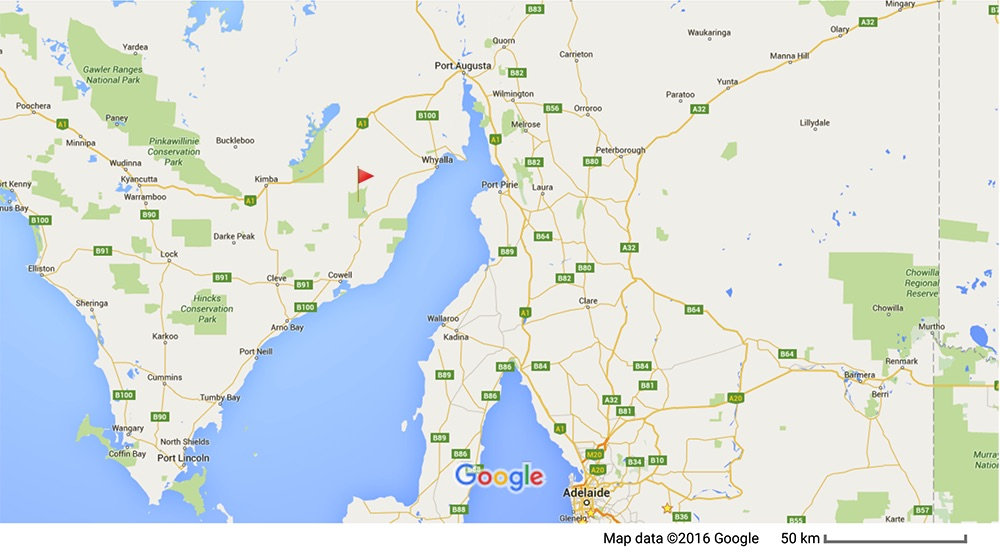 Mingary
B83
A32
Olary
Waukaringa
Quorn
Yardea
Carrieton
Manna Hill
Port Augusta
Gawler Ranges
National Park
B82
Yunta
Wilmington
Paratoo
Poochera
B56
Orroroo
A32
B100
Paney
A1
A1
Melrose
Lillydale
Minnipa
A1
Buckleboo
Pinkawillinie
Conservation
Park
Peterborough
Wudinna
Whyalla
B82
B80
Kyancutta
Kimba
Port Pirie
Laura
Warramboo
A1
B90
B100
Darke Peak
B64
A32
B91
B89
Lock
Elliston
B80
Chowilla
Regional
Reserve
B91
Cleve
Cowell
B82
B91
Sheringa
Hincks
Conservation
Park
B100
Clare
B64
Chowilla
A1
Wallaroo
Arno Bay
Murtho
Karkoo
Kadina
Port Neill
B64
Renmark
B86
B84
B84
Cummins
B89
Barmera
B81
Berri
B100
Tumby Bay
B86
A32
A20
B90
B81
Wangary
A1
B89
North Shields
Coffin Bay
B86
M20
Port Lincoln
B34
B10
A20
Google
Adelaide
B88
Glenelg
B36
B55
Karte
B57
Map data ©2016 Google 50 km